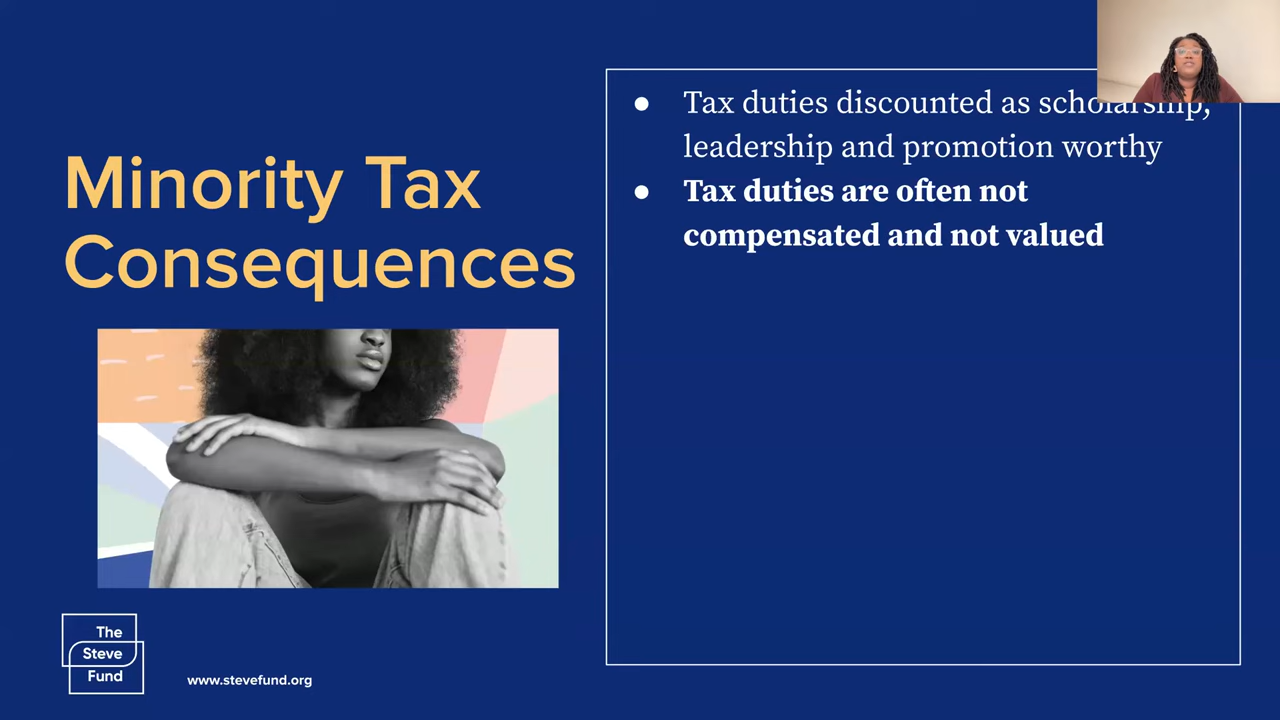 Minority Tax
Consequences
● Tax duties discounted as scholarship,
leadership and promotion worthy
● Tax duties are often not
compensated and not valued
The
Steve
Fund
www.stevefund.org